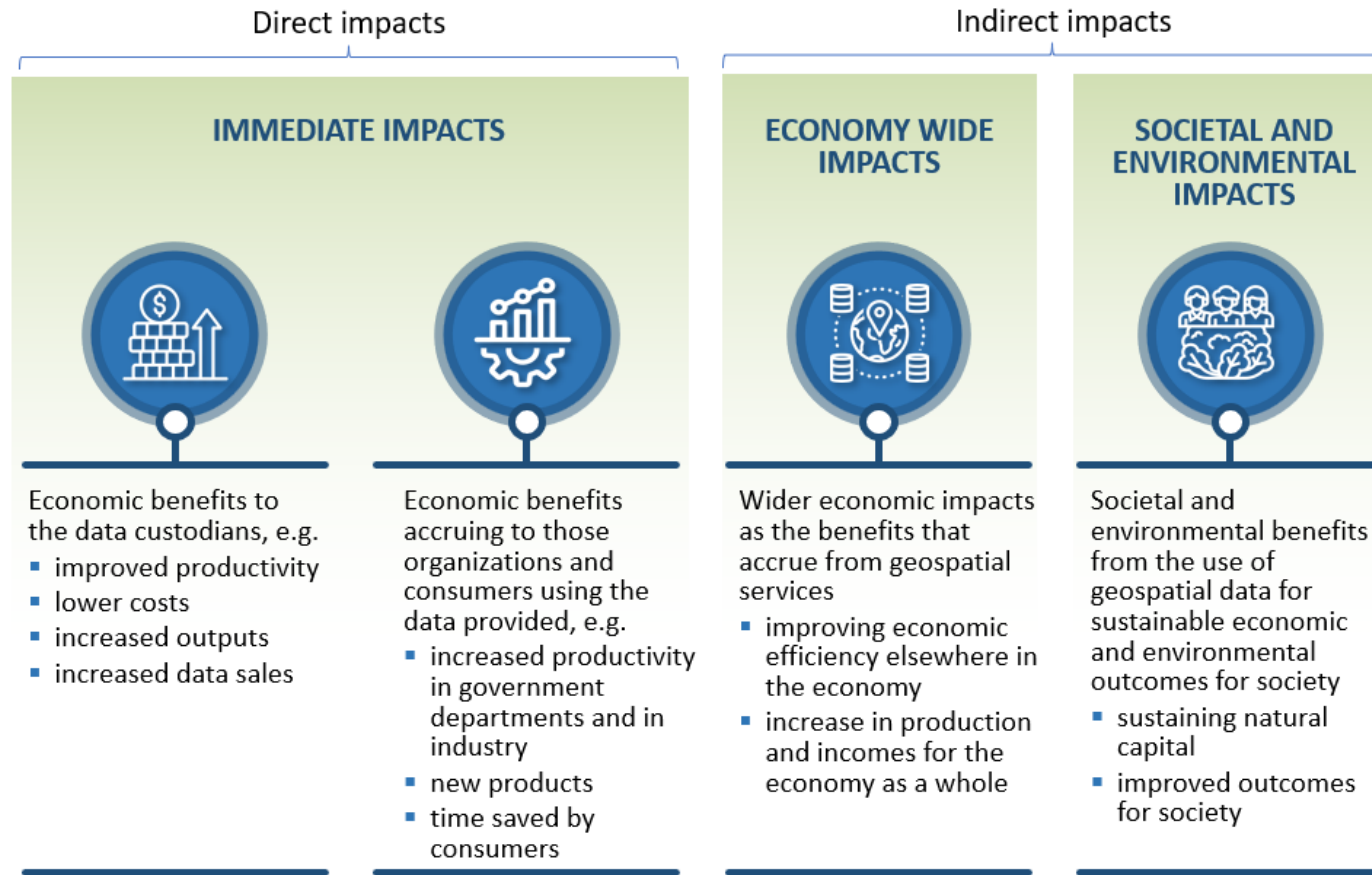 Direct impacts
Indirect impacts
IMMEDIATE IMPACTS
ECONOMY WIDE
IMPACTS
SOCIETAL AND
ENVIRONMENTAL
IMPACTS
$
Economic benefits to
the data custodians, e.g.
▪ improved productivity
▪ lower costs
▪ increased outputs
▪ increased data sales
Economic benefits
accruing to those
organizations and
consumers using the
data provided, e.g.
▪ increased productivity
in government
departments and in
industry
▪ new products
▪ time saved by
consumers
Wider economic impacts
as the benefits that
accrue from geospatial
services
▪ improving economic
efficiency elsewhere in
the economy
▪ increase in production
and incomes for the
economy as a whole
Societal and
environmental benefits
from the use of
geospatial data for
sustainable economic
and environmental
outcomes for society
▪ sustaining natural
capital
▪ improved outcomes
for society